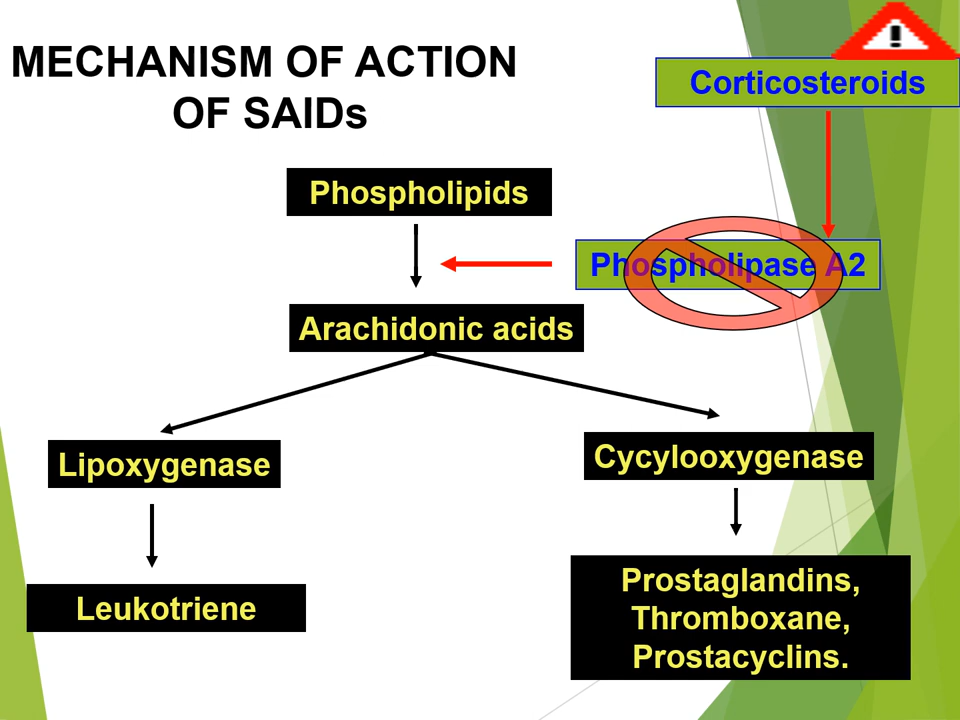 MECHANISM OF ACTION
OF SAIDs
Corticosteroids
Phospholipids
Phospholipase A2
Arachidonic acids
Lipoxygenase
Cycylooxygenase
Leukotriene
Prostaglandins,
Thromboxane,
Prostacyclins.